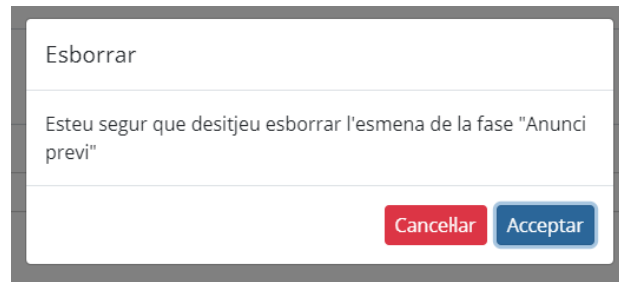 Esborrar
Esteu segur que desitjeu esborrar l'esmena de la fase "Anunci
previ"
Cancel·lar Acceptar